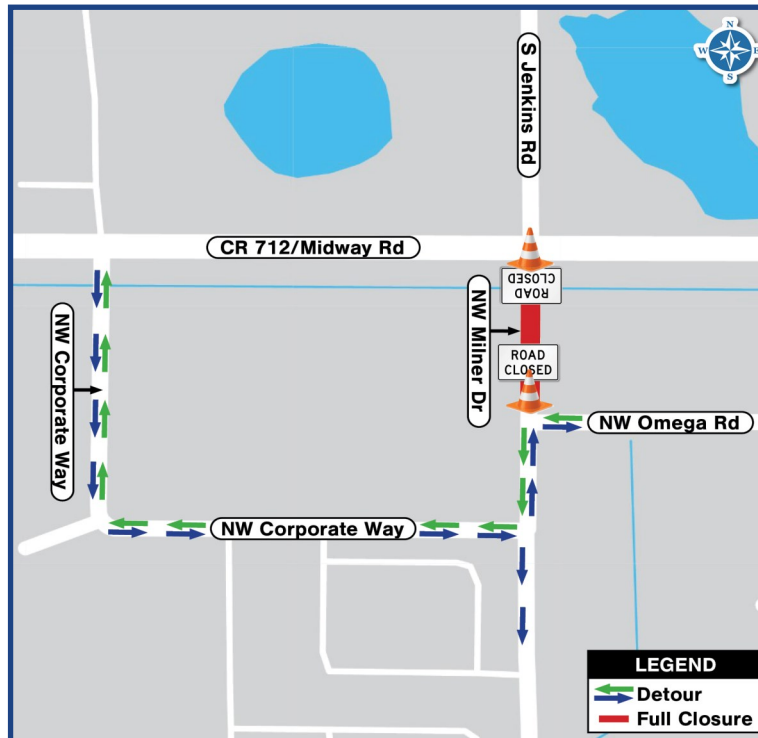 N
W
E
S
S Jenkins Rd
CR 712/Midway Rd
ROAD
CLOSED
NW Milner Dr
ROAD
CLOSED
NW Corporate Way
NW Omega Rd
NW Corporate Way
LEGEND
Detour
Full Closure